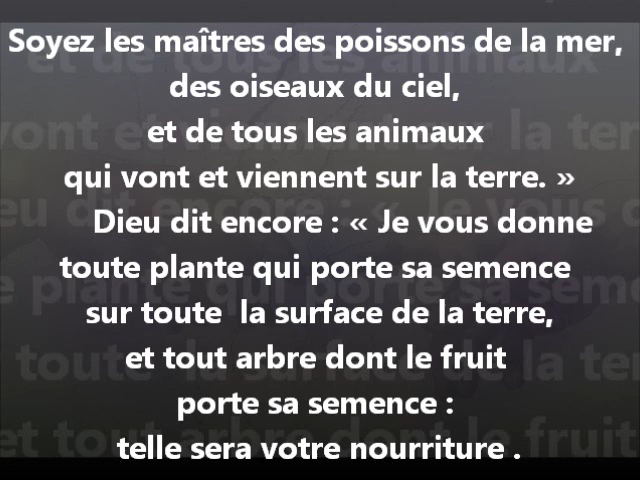 Soyez les maîtres des poissons de la mer,
des oiseaux du ciel,
et de tous les animaux
qui vont et viennent sur la terre. »
Dieu dit encore : « Je vous donne
toute plante qui porte sa semence
sur toute la surface de la terre,
et tout arbre dont le fruit
porte sa semence :
telle sera votre nourriture .